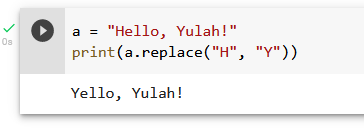 a = "Hello, Yulah!"
0s
print(a.replace("H", "Y"))
Yello, Yulah!